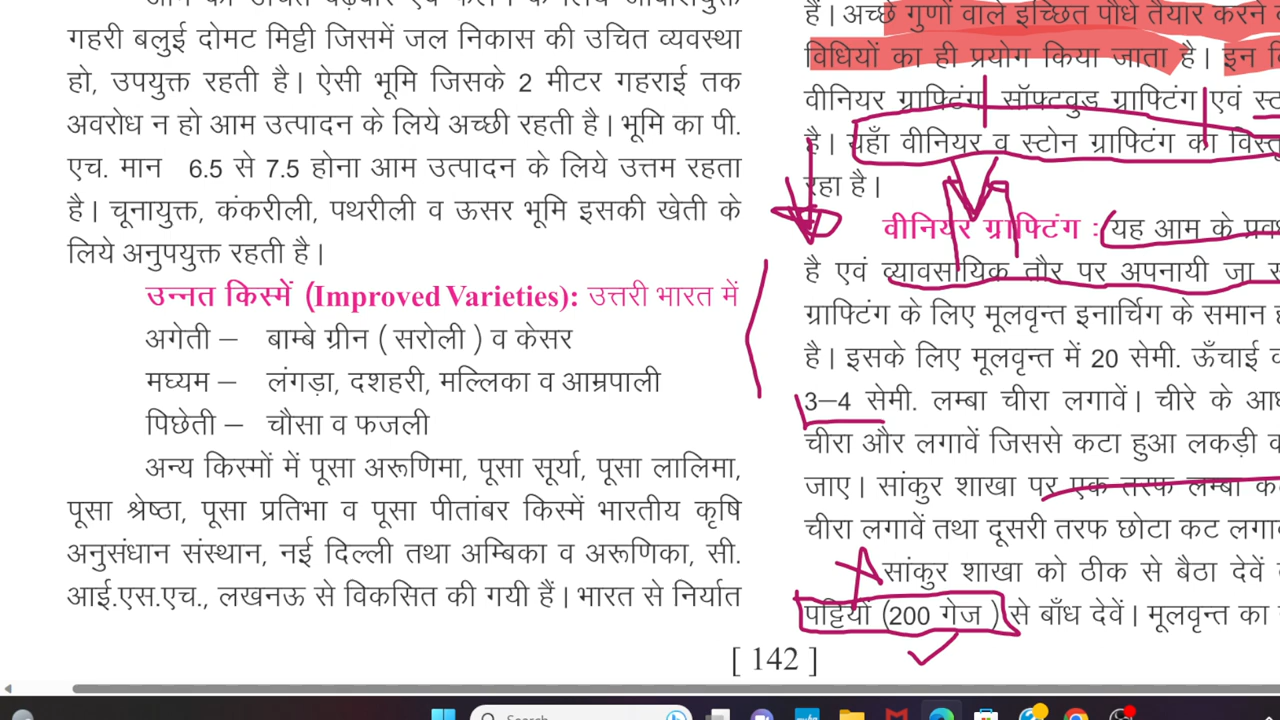 गहरी बलुई दोमट मिट्टी जिसमें जल निकास की उचित व्यवस्था
हो, उपयुक्त रहती है। ऐसी भूमि जिसके 2 मीटर गहराई तक
अवरोध न हो आम उत्पादन के लिये अच्छी रहती है। भूमि का पी.
एच. मान 6.5 से 7.5 होना आम उत्पादन के लिये उत्तम रहता
है। चूनायुक्त, कंकरीली, पथरीली व ऊसर भूमि इसकी खेती के
लिये अनुपयुक्त रहती है।
उन्नत किस्में (Improved Varieties): उत्तरी भारत में
अगेती – बाम्बे ग्रीन ( सरोली ) व केसर
मघ्यम – लंगड़ा, दशहरी, मल्लिका व आम्रपाली
पिछेती – चौसा व फजली
अन्य किस्मों में पूसा अरूणिमा, पूसा सूर्या, पूसा लालिमा,
पूसा श्रेष्ठा, पूसा प्रतिभा व पूसा पीतांबर किस्में भारतीय कृषि
अनुसंधान संस्थान, नई दिल्ली तथा अम्बिका व अरूणिका, सी.
आई.एस.एच., लखनऊ से विकसित की गयी हैं। भारत से निर्यात
हैं। अच्छे गुणों वाले इच्छित पौधे तैयार करने
विधियों का ही प्रयोग किया जाता है। इन
वीनियर ग्राफ्टिंग सॉफ्टवुड ग्राफ्टिंग एवं
है। यहाँ वीनियर व स्टोन ग्राफ्टिंग का
रहा है।
वीनियर ग्राफ्टिंग : यह आम के
है एवं व्यावसायिक तौर पर अपनायी जा
ग्राफ्टिंग के लिए मूलवृन्त इनार्चिग के समान
है। इसके लिए मूलवृन्त में 20 सेमी. ऊँचाई
3–4 सेमी. लम्बा चीरा लगावें। चीरे के
चीरा और लगावें जिससे कटा हुआ लकड़ी
जाए। सांकुर शाखा पर एक तरफ लम्बा
चीरा लगावें तथा दूसरी तरफ छोटा कट
सांकुर शाखा को ठीक से बैठा देवें
पट्टियों (200 गेज ) से बाँध देवें। मूलवृन्त का
[ 142 ]
Search